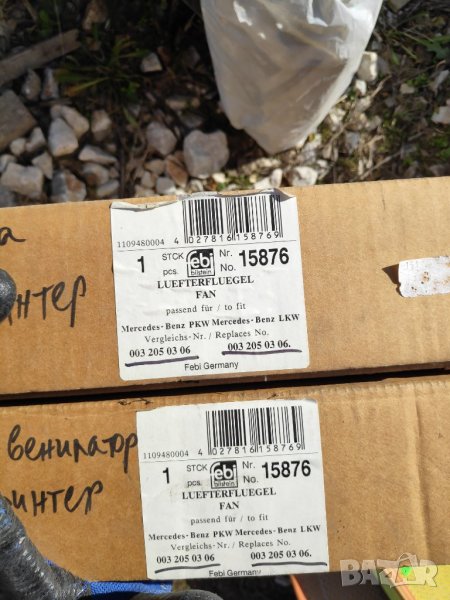 а
интер
1109480004
4 027816 158769
1 STCK pcs. febi bilstein Nr. No. 15876
LUEFTERFLUEGEL
FAN
passend für / to fit
Mercedes-Benz PKW Mercedes-Benz LKW
Vergleichs-Nr. / Replaces No.
003 205 03 06 003 205 03 06.
Febi Germany
венилатор
ринтер
1109480004
4 027816 158769
1 STCK pcs. febi bilstein Nr. No. 15876
LUEFTERFLUEGEL
FAN
passend für / to fit
Mercedes-Benz PKW Mercedes-Benz LKW
Vergleichs-Nr. / Replaces No.
003 205 03 06 003 205 03 06.
Febi Germany
bazar